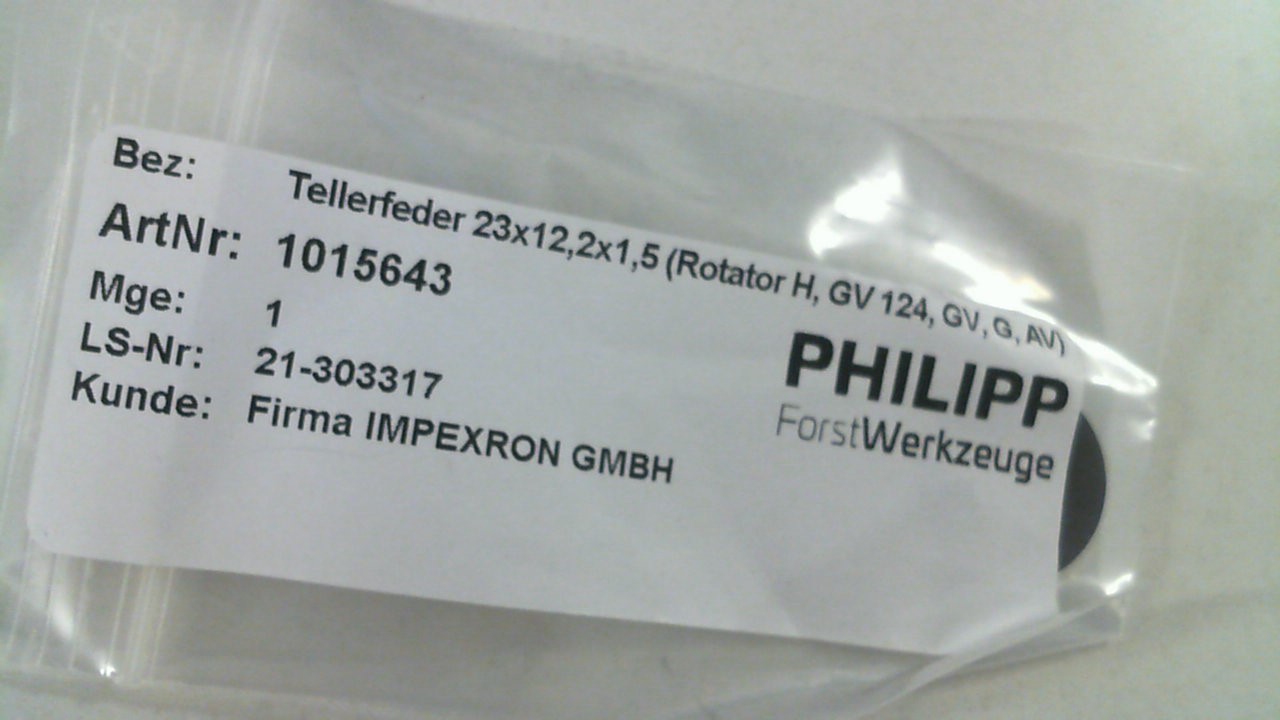 Bez: Tellerfeder 23x12,2x1,5 (Rotator H, GV 124, GV, G, AV)
ArtNr: 1015643
Mge: 1
LS-Nr: 21-303317
Kunde: Firma IMPEXRON GMBH
PHILIPP
ForstWerkzeuge